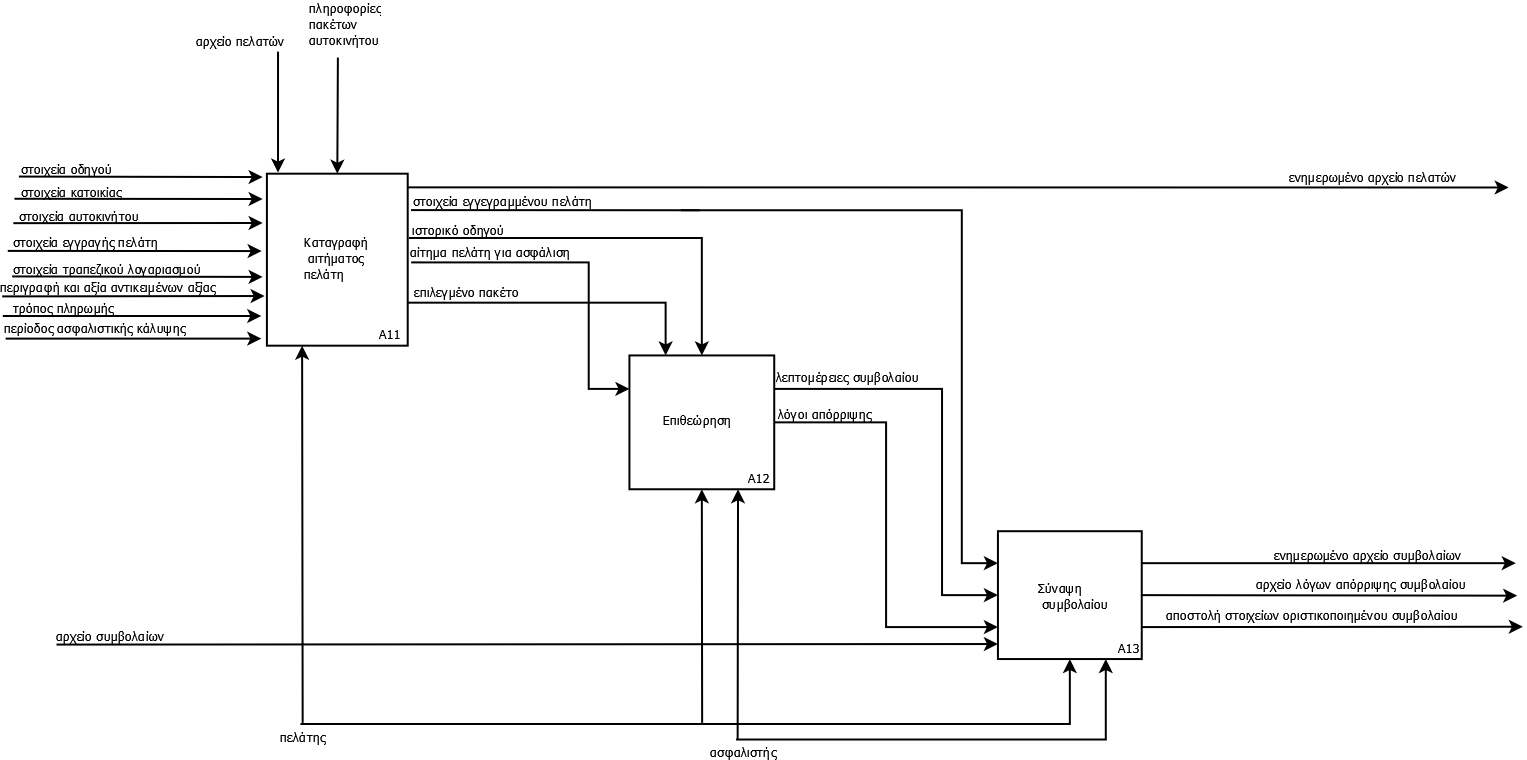 πληροφορίες
πακέτων
αυτοκινήτου
αρχείο πελατών
στοιχεία οδηγού
στοιχεία κατοικίας
στοιχεία αυτοκινήτου
στοιχεία εγγραγής πελάτη
στοιχεία τραπεζικού λογαριασμού
περιγραφή και αξία αντικειμένων αξίας
τρόπος πληρωμής
περίοδος ασφαλιστικής κάλυψης
Καταγραφή
αιτήματος
πελάτη
A11
ενημερωμένο αρχείο πελατών
στοιχεία εγγεγραμμένου πελάτη
ιστορικό οδηγού
αίτημα πελάτη για ασφάλιση
επιλεγμένο πακέτο
Επιθεώρηση
A12
λεπτομέρειες συμβολαίου
λόγοι απόρριψης
Σύναψη
συμβολαίου
A13
ενημερωμένο αρχείο συμβολαίων
αρχείο λόγων απόρριψης συμβολαίου
αποστολή στοιχείων οριστικοποιημένου συμβολαίου
αρχείο συμβολαίων
πελάτης
ασφαλιστής